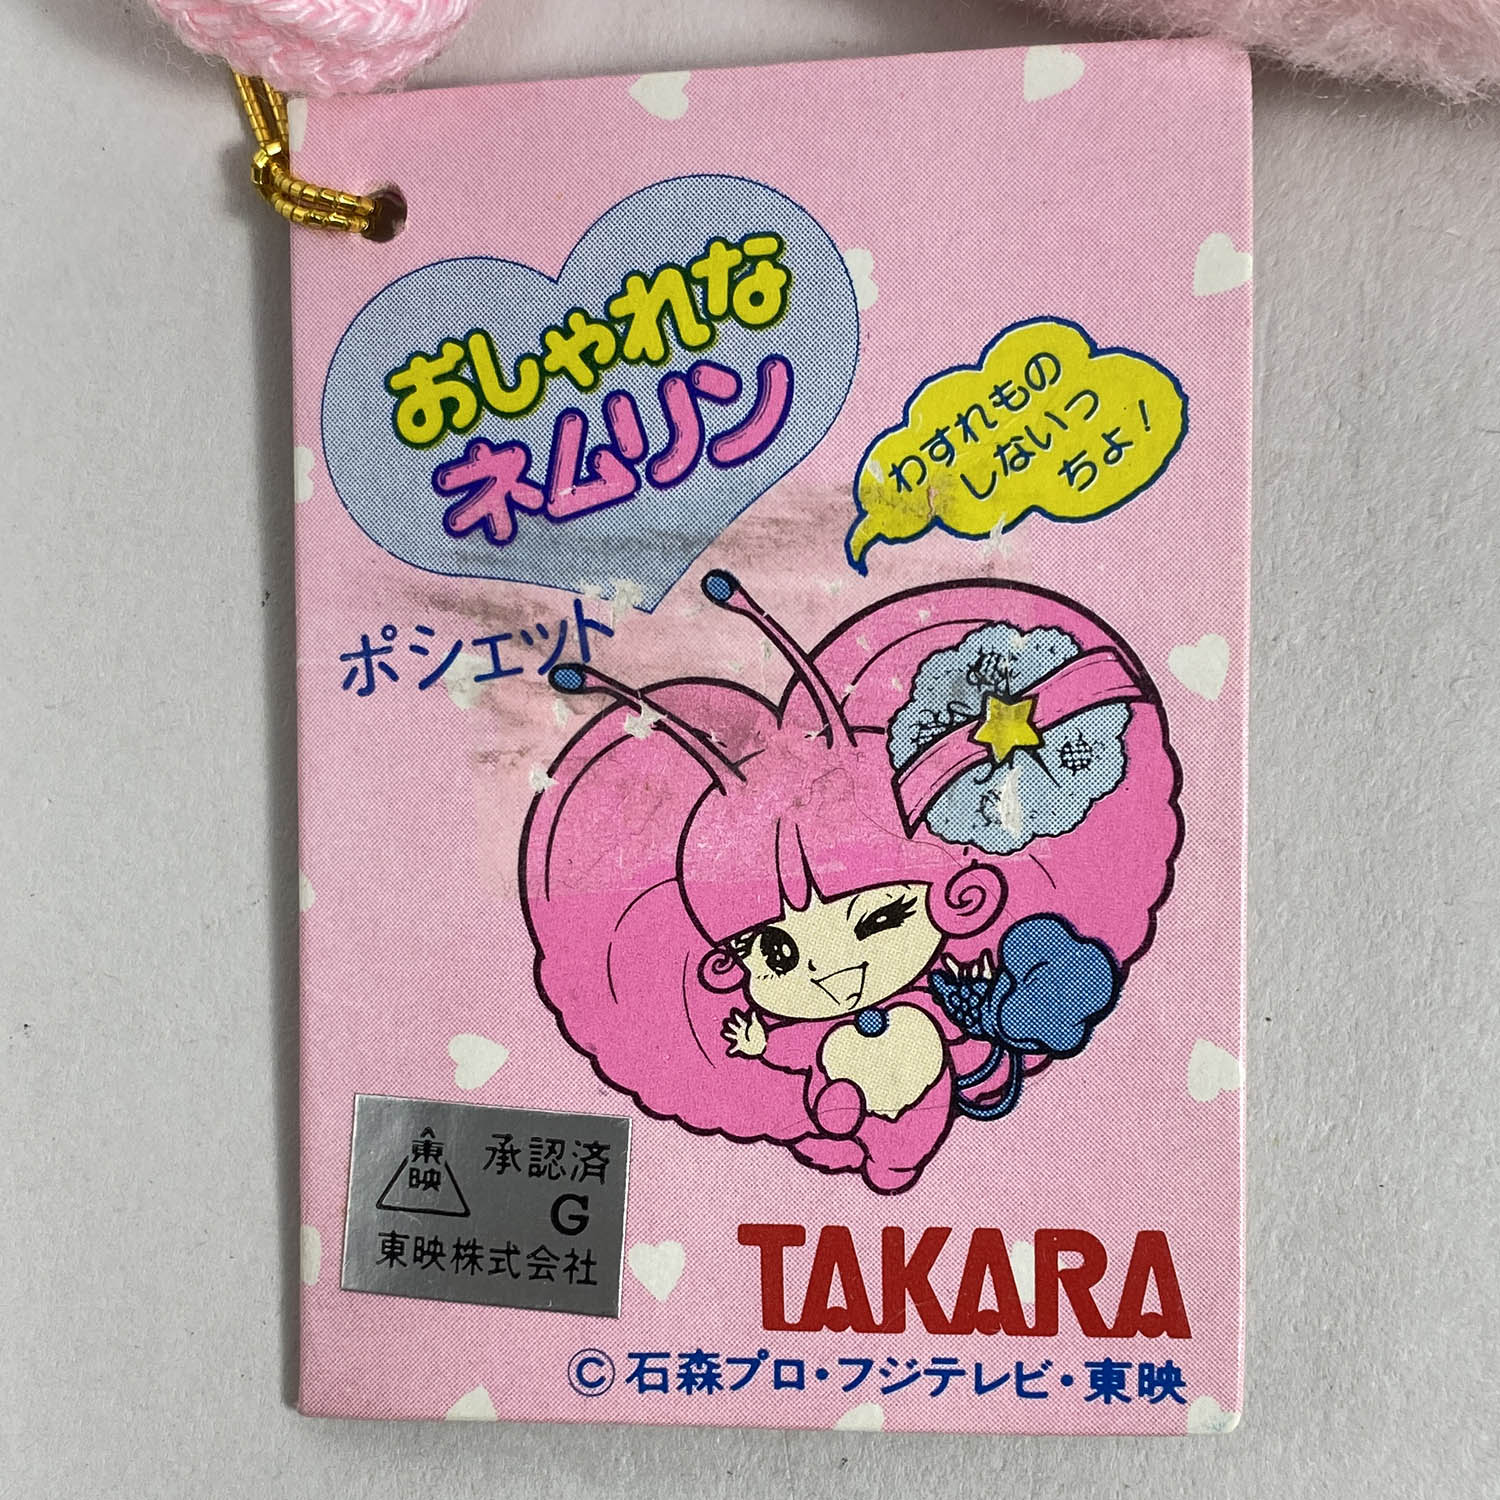 おしゃれな
ネムリン
わすれもの
しないっ
ちょ!
ポシェット
東映
承認済
G
東映株式会社
TAKARA
©石森プロ・フジテレビ・東映